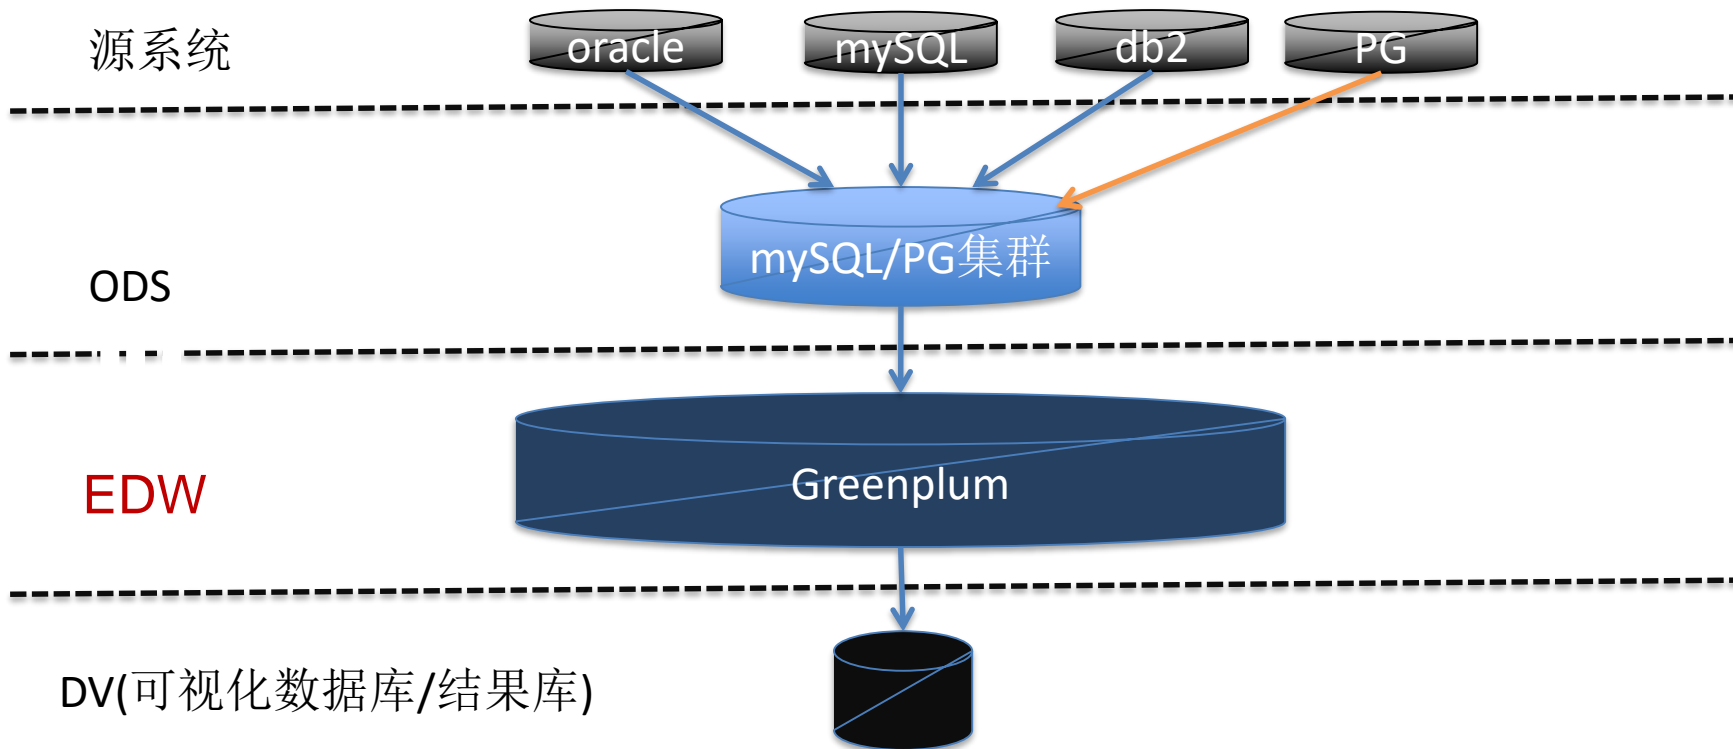 源系统
oracle
mySQL
db2
PG
mySQL/PG集群
ODS
EDW
Greenplum
DV(可视化数据库/结果库)